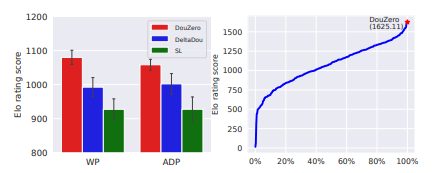 1200
1100
1000
900
800
Elo rating score
WP
ADP
DouZero
DeltaDou
SL
1500
1250
1000
750
500
250
0
Elo rating score
0%
20%
40%
60%
80%
100%
DouZero
(1625.11)